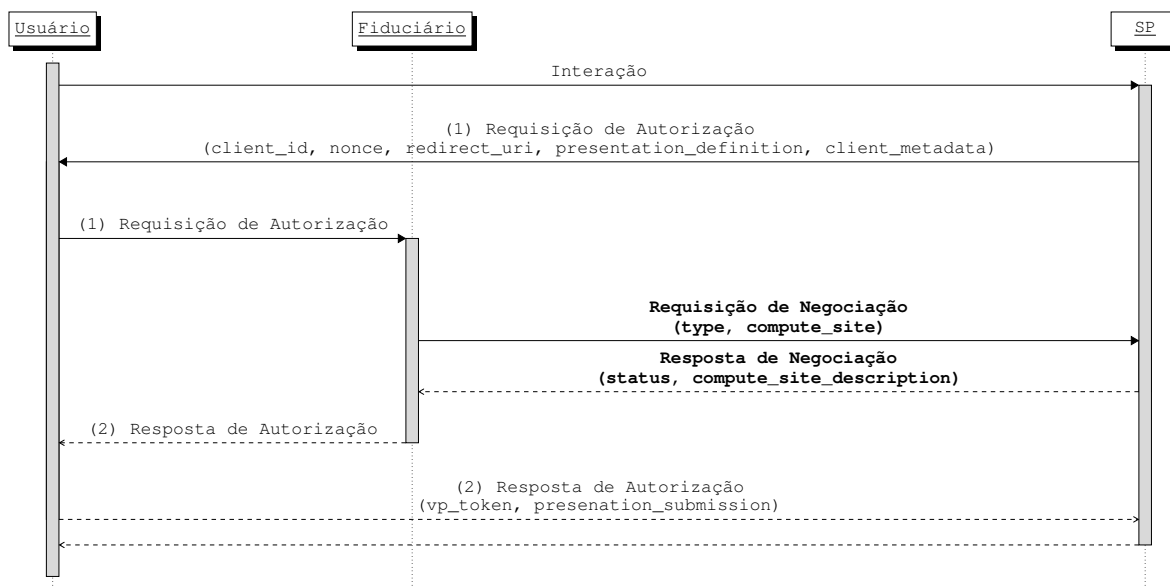 Usuário
Fiduciário
SP
Interação
(1) Requisição de Autorização
(client_id, nonce, redirect_uri, presentation_definition, client_metadata)
(1) Requisição de Autorização
Requisição de Negociação
(type, compute_site)
Resposta de Negociação
(status, compute_site_description)
(2) Resposta de Autorização
(2) Resposta de Autorização
(vp_token, presenation_submission)